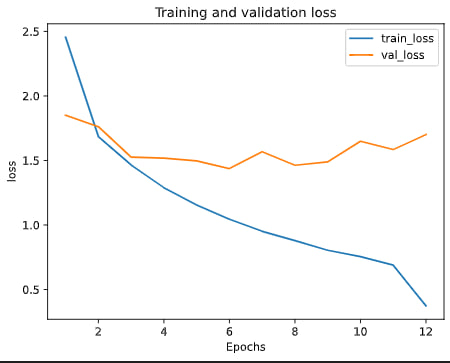 Training and validation loss
train_loss
val_loss
2.5
2.0
1.5
1.0
0.5
loss
2 4 6 8 10 12
Epochs